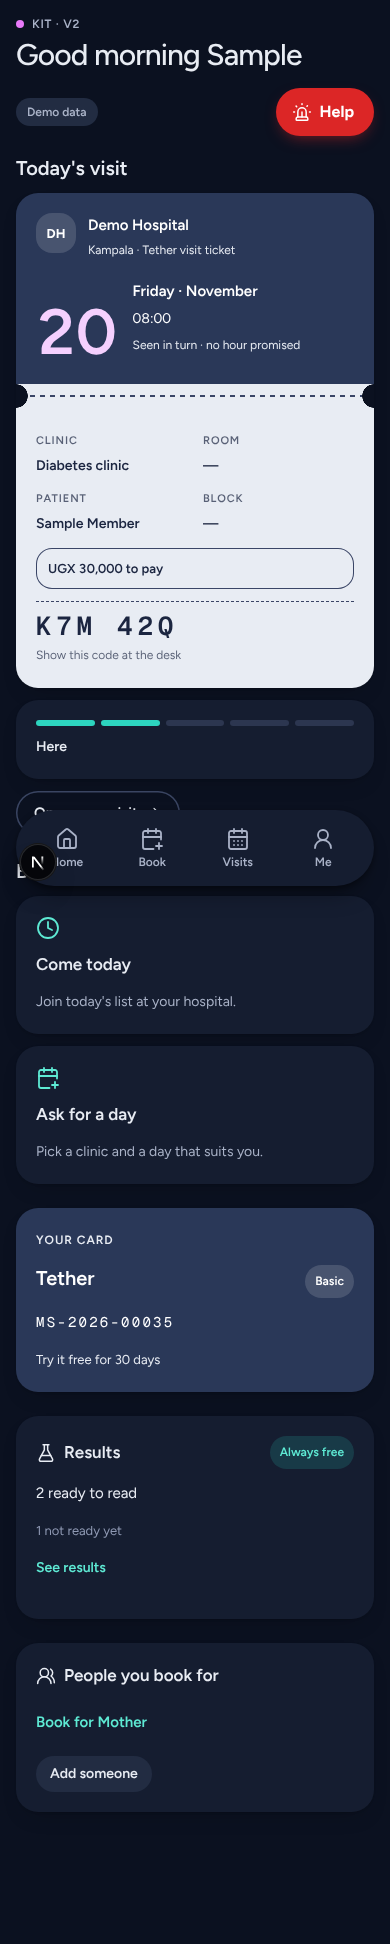 KIT · V2
Good morning Sample
Demo data
Help
Today's visit
DH
Demo Hospital
Kampala · Tether visit ticket
20
Friday · November
08:00
Seen in turn · no hour promised
CLINIC
ROOM
Diabetes clinic
—
PATIENT
BLOCK
Sample Member
—
UGX 30,000 to pay
K7M 42Q
Show this code at the desk
Here
N
Book
Visits
Me
Come today
Join today's list at your hospital.
Ask for a day
Pick a clinic and a day that suits you.
YOUR CARD
Tether
Basic
MS-2026-00035
Try it free for 30 days
Results
Always free
2 ready to read
1 not ready yet
See results
People you book for
Book for Mother
Add someone